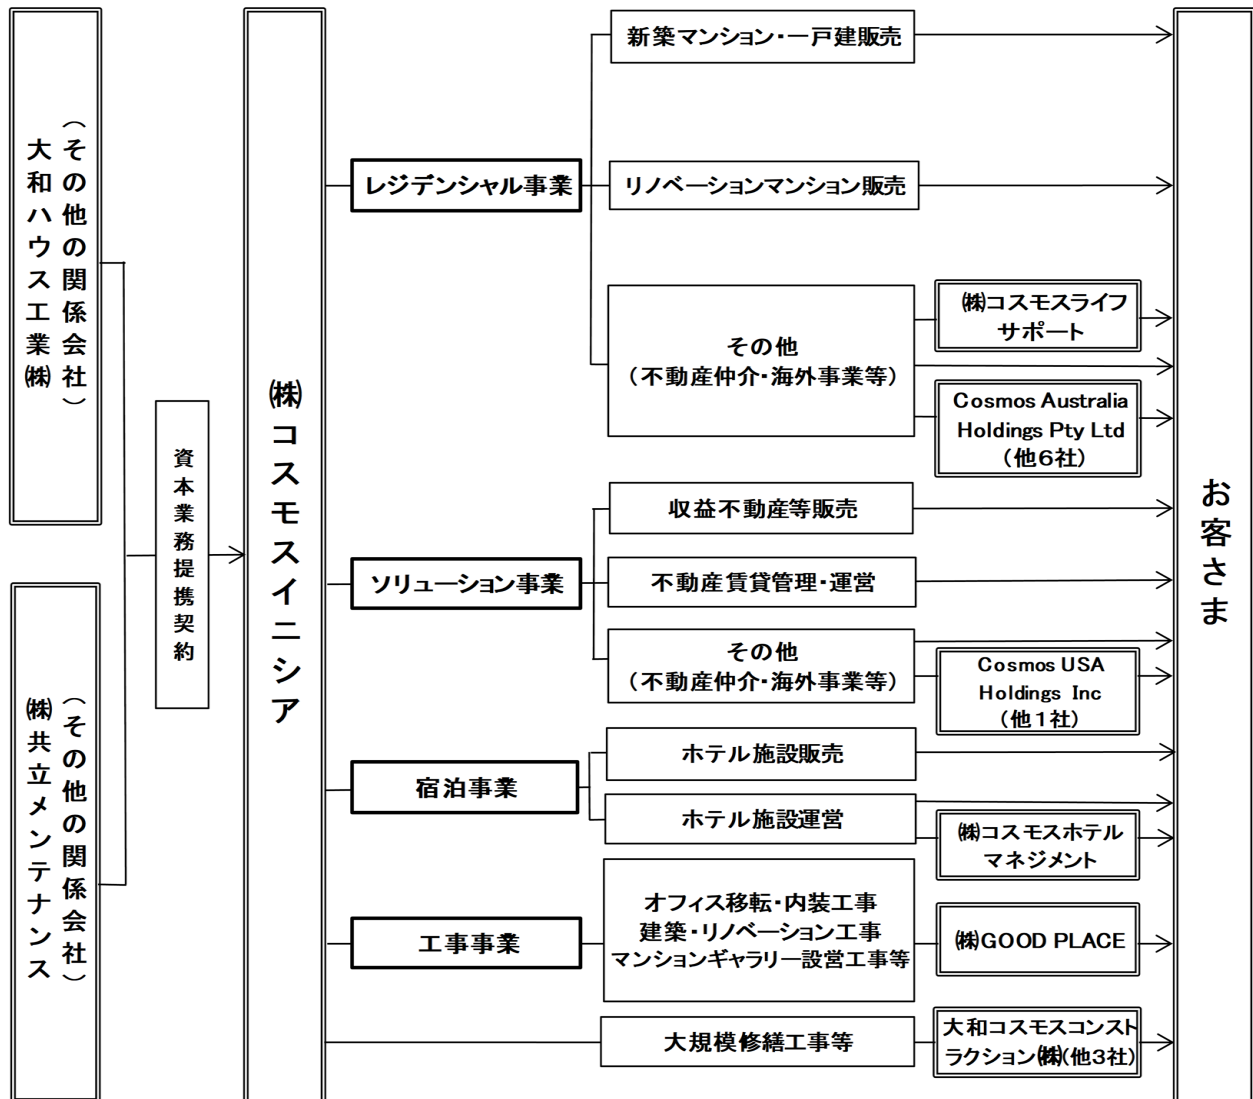 (その他の関係会社)
大和ハウス工業㈱
(その他の関係会社)
㈱共立メンテナンス
資本業務提携契約
㈱コスモスイニシア
レジデンシャル事業
新築マンション・一戸建販売
リノベーションマンション販売
その他
(不動産仲介・海外事業等)
㈱コスモスライフ
サポート
Cosmos Australia
Holdings Pty Ltd
(他6社)
ソリューション事業
収益不動産等販売
不動産賃貸管理・運営
その他
(不動産仲介・海外事業等)
Cosmos USA
Holdings Inc
(他1社)
宿泊事業
ホテル施設販売
ホテル施設運営
㈱コスモスホテル
マネジメント
工事事業
オフィス移転・内装工事
建築・リノベーション工事
マンションギャラリー設営工事等
㈱GOOD PLACE
大規模修繕工事等
大和コスモスコンスト
ラクション㈱(他3社)
お客さま